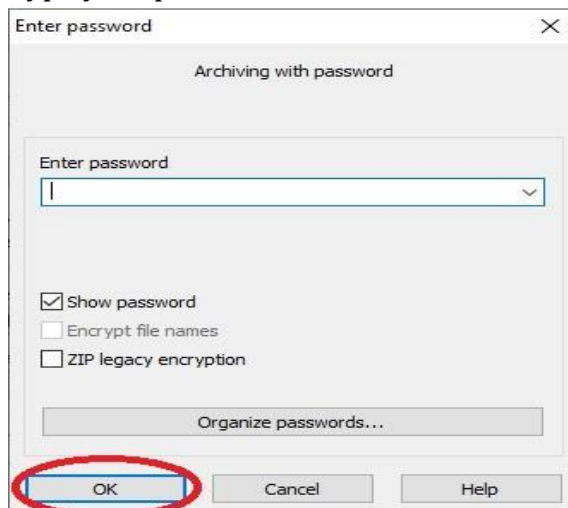 Enter password
Archiving with password
Enter password
Show password
Encrypt file names
ZIP legacy encryption
Organize passwords...
OK Cancel Help